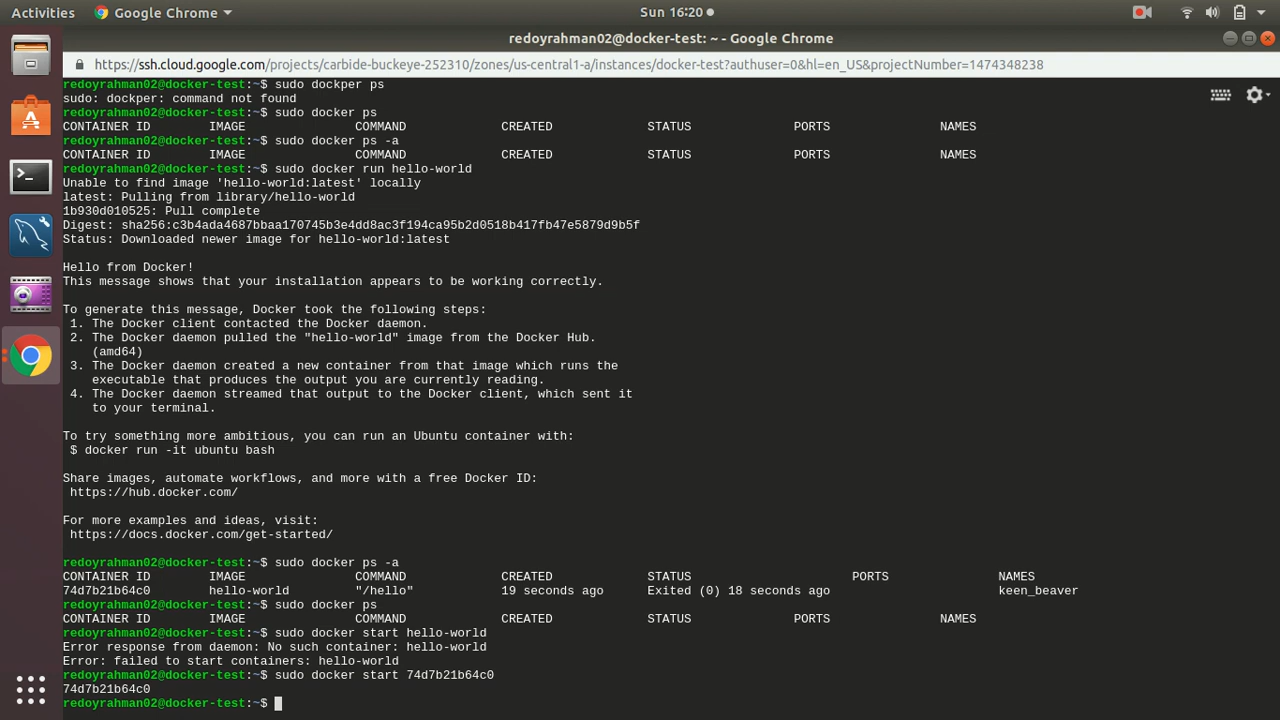 Activities
Google Chrome
Sun 16:20
redoyrahman02@docker-test: ~ - Google Chrome
https://ssh.cloud.google.com/projects/carbide-buckeye-252310/zones/us-central1-a/instances/docker-test?authuser=0&hl=en_US&projectNumber=1474348238
redoyrahman02@docker-test:~$ sudo dockper ps
sudo: dockper: command not found
redoyrahman02@docker-test:~$ sudo docker ps
CONTAINER ID        IMAGE               COMMAND             CREATED             STATUS              PORTS               NAMES
redoyrahman02@docker-test:~$ sudo docker ps -a
CONTAINER ID        IMAGE               COMMAND             CREATED             STATUS              PORTS               NAMES
redoyrahman02@docker-test:~$ sudo docker run hello-world
Unable to find image 'hello-world:latest' locally
latest: Pulling from library/hello-world
1b930d010525: Pull complete
Digest: sha256:c3b4ada4687bbaa170745b3e4dd8ac3f194ca95b2d0518b417fb47e5879d9b5f
Status: Downloaded newer image for hello-world:latest
Hello from Docker!
This message shows that your installation appears to be working correctly.
To generate this message, Docker took the following steps:
 1. The Docker client contacted the Docker daemon.
 2. The Docker daemon pulled the "hello-world" image from the Docker Hub.
    (amd64)
 3. The Docker daemon created a new container from that image which runs the
    executable that produces the output you are currently reading.
 4. The Docker daemon streamed that output to the Docker client, which sent it
    to your terminal.
To try something more ambitious, you can run an Ubuntu container with:
 $ docker run -it ubuntu bash
Share images, automate workflows, and more with a free Docker ID:
 https://hub.docker.com/
For more examples and ideas, visit:
 https://docs.docker.com/get-started/
redoyrahman02@docker-test:~$ sudo docker ps -a
CONTAINER ID        IMAGE               COMMAND             CREATED             STATUS                      PORTS               NAMES
74d7b21b64c0        hello-world         "/hello"            19 seconds ago      Exited (0) 18 seconds ago                       keen_beaver
redoyrahman02@docker-test:~$ sudo docker ps
CONTAINER ID        IMAGE               COMMAND             CREATED             STATUS              PORTS               NAMES
redoyrahman02@docker-test:~$ sudo docker start hello-world
Error response from daemon: No such container: hello-world
Error: failed to start containers: hello-world
redoyrahman02@docker-test:~$ sudo docker start 74d7b21b64c0
74d7b21b64c0
redoyrahman02@docker-test:~$